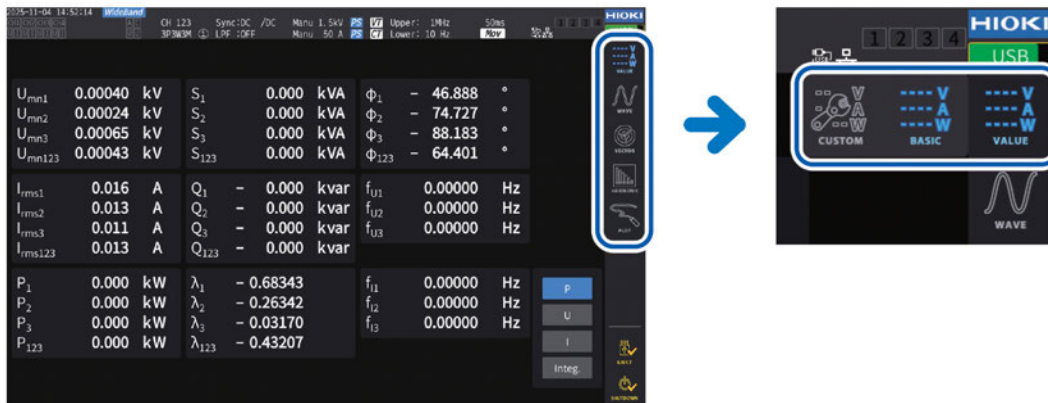 2025-11-04 14:52:14 Wideband
CH 123 Sync:DC /DC Manu 1.5kV PS VT Upper: 1MHz 50ms 1 2 3 4 HIOKI
3P3W3M ① LPF :OFF Manu 50 A PS CT Lower: 10 Hz Mov
VALUE
WAVE
VECTOR
HARMONIC
PLOT
Umn1 0.00040 kV S1 0.000 kVA Φ1 - 46.888 °
Umn2 0.00024 kV S2 0.000 kVA Φ2 - 74.727 °
Umn3 0.00065 kV S3 0.000 kVA Φ3 - 88.183 °
Umn123 0.00043 kV S123 0.000 kVA Φ123 - 64.401 °
Irms1 0.016 A Q1 - 0.000 kvar fU1 0.00000 Hz
Irms2 0.013 A Q2 - 0.000 kvar fU2 0.00000 Hz
Irms3 0.011 A Q3 - 0.000 kvar fU3 0.00000 Hz
Irms123 0.013 A Q123 - 0.000 kvar
P1 0.000 kW λ1 - 0.68343 fI1 0.00000 Hz
P2 0.000 kW λ2 - 0.26342 fI2 0.00000 Hz
P3 0.000 kW λ3 - 0.03170 fI3 0.00000 Hz
P123 0.000 kW λ123 - 0.43207
P
U
I
Integ.
EJECT
SHUTDOWN
HIOKI
1 2 3 4
USB
V V V
A A A
W W W
CUSTOM BASIC VALUE
WAVE